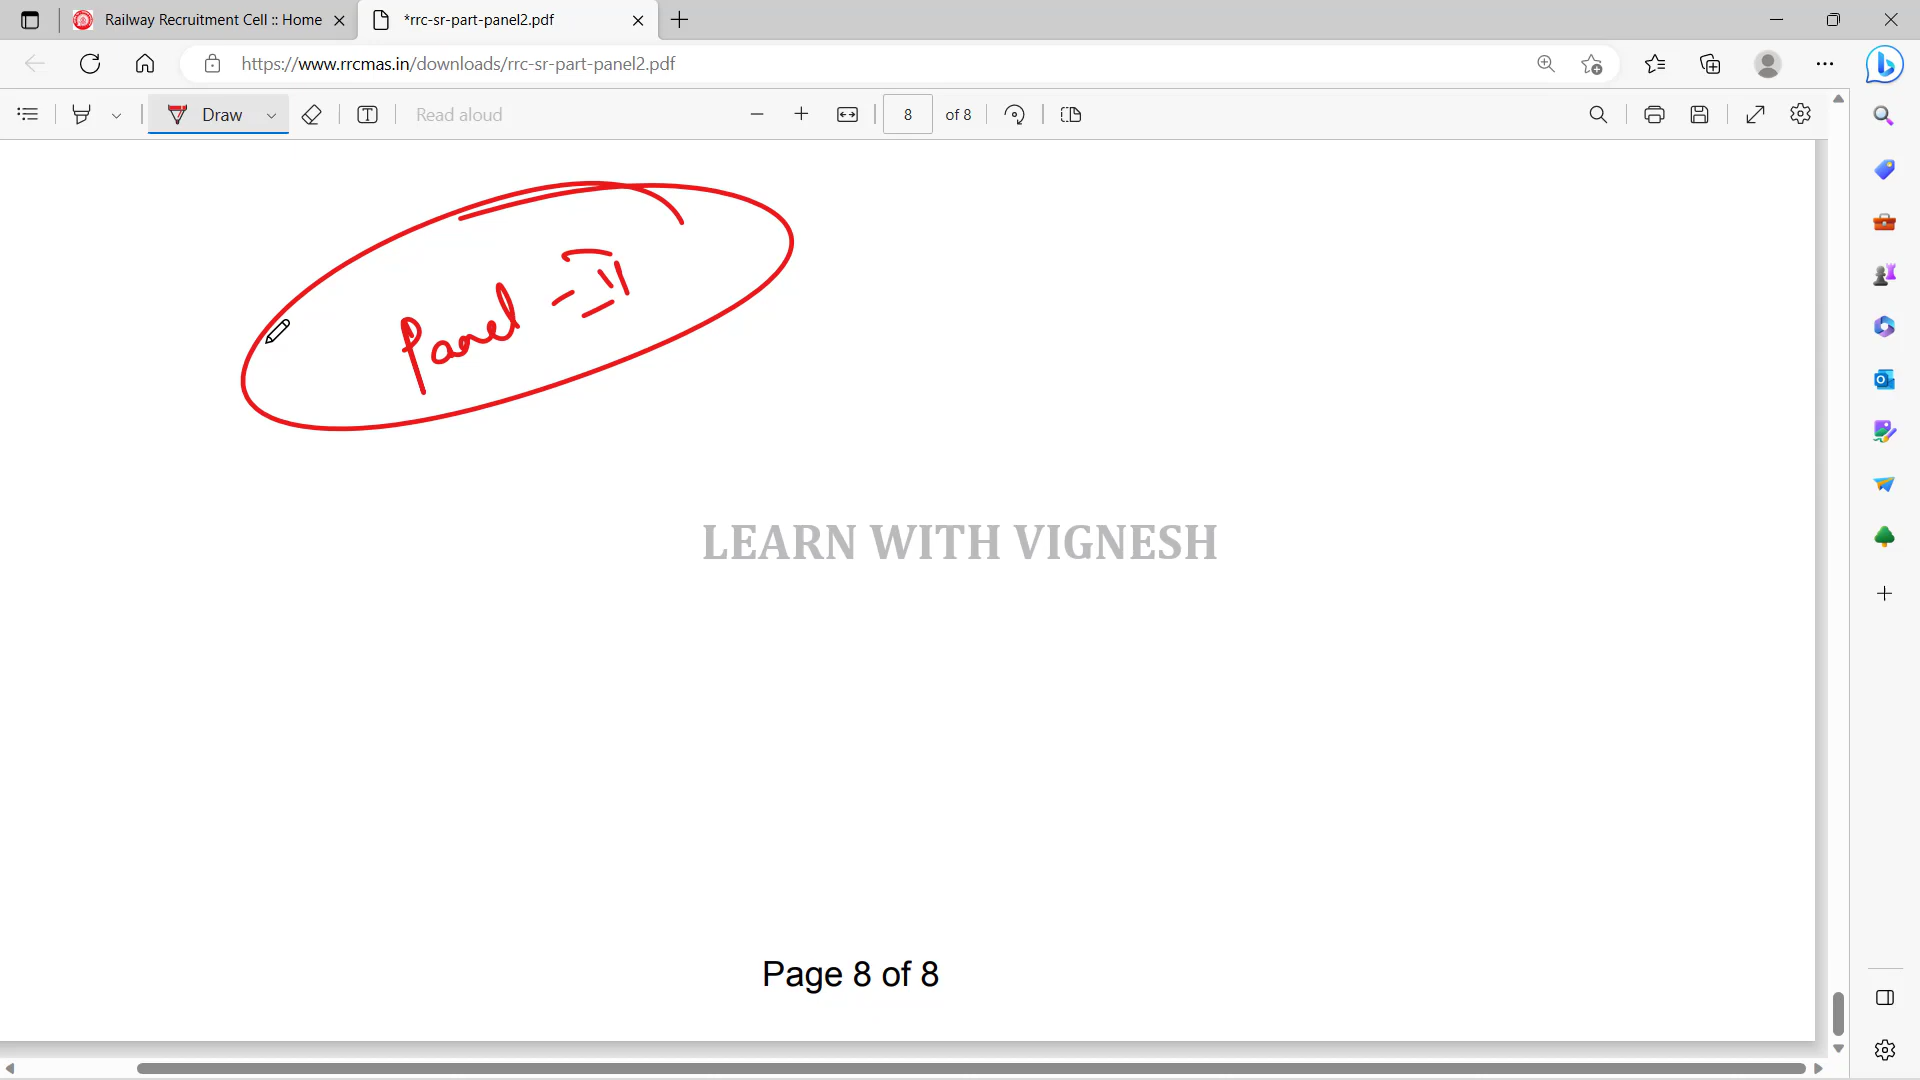 Railway Recruitment Cell :: Home
*rrc-sr-part-panel2.pdf
https://www.rrcmas.in/downloads/rrc-sr-part-panel2.pdf
Draw
Read aloud
8 of 8
Panel - II
LEARN WITH VIGNESH
Page 8 of 8